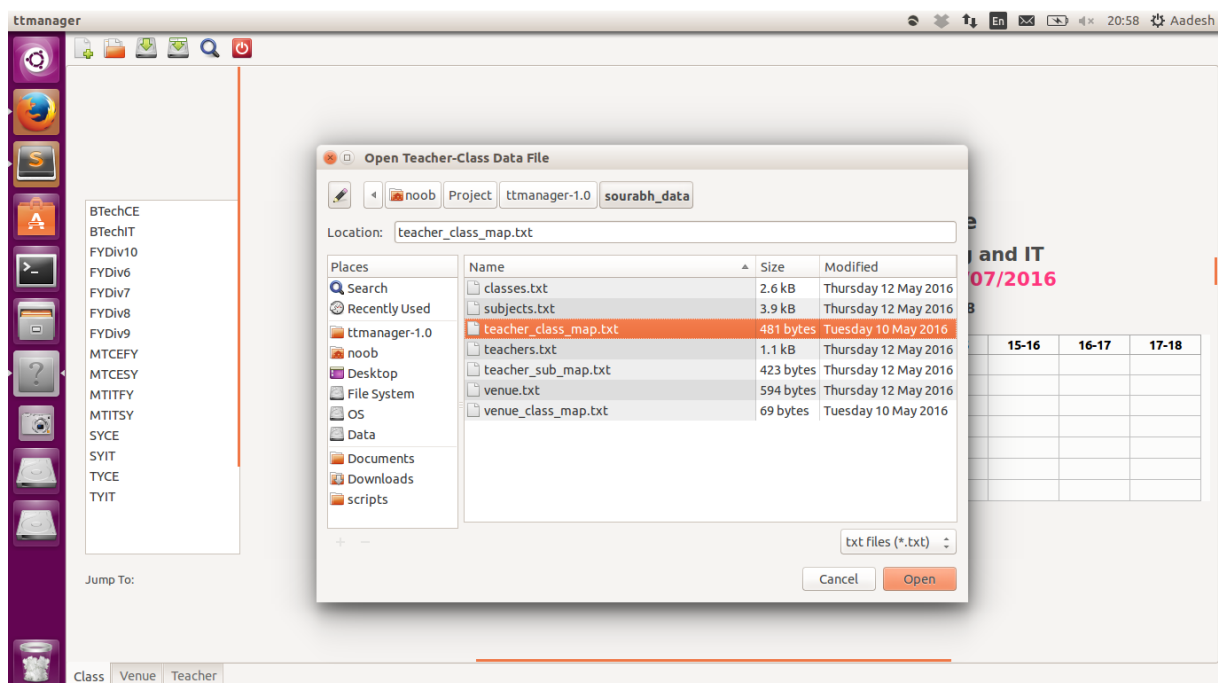 ttmanager
En
20:58
Aadesh
Open Teacher-Class Data File
noob
Project
ttmanager-1.0
sourabh_data
Location:
teacher_class_map.txt
Places
Search
Recently Used
ttmanager-1.0
noob
Desktop
File System
OS
Data
Documents
Downloads
scripts
Name Size Modified
classes.txt 2.6 kB Thursday 12 May 2016
subjects.txt 3.9 kB Thursday 12 May 2016
teacher_class_map.txt 481 bytes Tuesday 10 May 2016
teachers.txt 1.1 kB Thursday 12 May 2016
teacher_sub_map.txt 423 bytes Thursday 12 May 2016
venue.txt 594 bytes Thursday 12 May 2016
venue_class_map.txt 69 bytes Tuesday 10 May 2016
txt files (*.txt)
Cancel
Open
BTechCE
BTechIT
FYDiv10
FYDiv6
FYDiv7
FYDiv8
FYDiv9
MTCEFY
MTCESY
MTITFY
MTITSY
SYCE
SYIT
TYCE
TYIT
Jump To:
e
and IT
07/2016
8
15-16 16-17 17-18
Class Venue Teacher